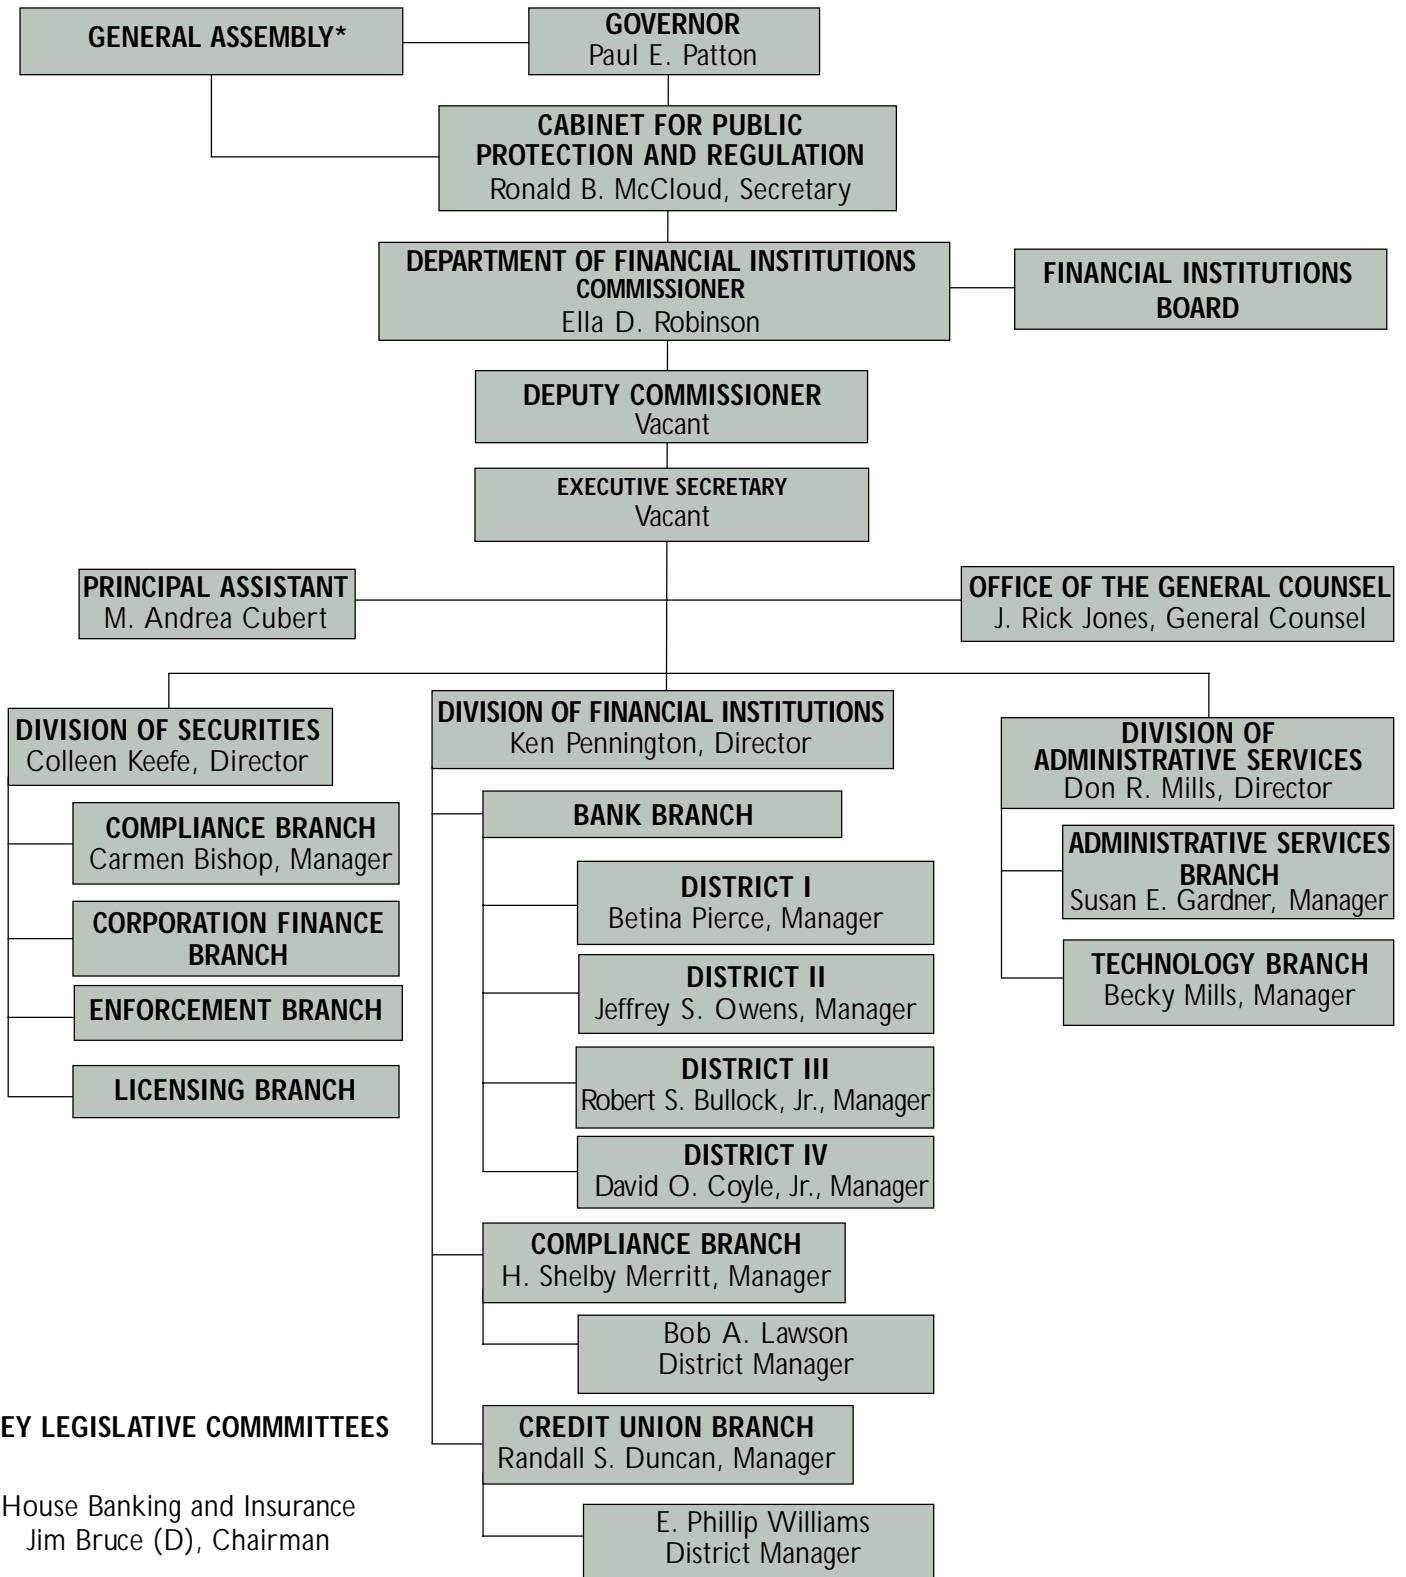 GENERAL ASSEMBLY*
GOVERNOR
Paul E. Patton
CABINET FOR PUBLIC
PROTECTION AND REGULATION
Ronald B. McCloud, Secretary
DEPARTMENT OF FINANCIAL INSTITUTIONS
COMMISSIONER
Ella D. Robinson
FINANCIAL INSTITUTIONS
BOARD
DEPUTY COMMISSIONER
Vacant
EXECUTIVE SECRETARY
Vacant
PRINCIPAL ASSISTANT
M. Andrea Cubert
OFFICE OF THE GENERAL COUNSEL
J. Rick Jones, General Counsel
DIVISION OF SECURITIES
Colleen Keefe, Director
COMPLIANCE BRANCH
Carmen Bishop, Manager
CORPORATION FINANCE
BRANCH
ENFORCEMENT BRANCH
LICENSING BRANCH
DIVISION OF FINANCIAL INSTITUTIONS
Ken Pennington, Director
BANK BRANCH
DISTRICT I
Betina Pierce, Manager
DISTRICT II
Jeffrey S. Owens, Manager
DISTRICT III
Robert S. Bullock, Jr., Manager
DISTRICT IV
David O. Coyle, Jr., Manager
COMPLIANCE BRANCH
H. Shelby Merritt, Manager
Bob A. Lawson
District Manager
CREDIT UNION BRANCH
Randall S. Duncan, Manager
E. Phillip Williams
District Manager
DIVISION OF
ADMINISTRATIVE SERVICES
Don R. Mills, Director
ADMINISTRATIVE SERVICES
BRANCH
Susan E. Gardner, Manager
TECHNOLOGY BRANCH
Becky Mills, Manager
EY LEGISLATIVE COMMMITTEES
House Banking and Insurance
Jim Bruce (D), Chairman